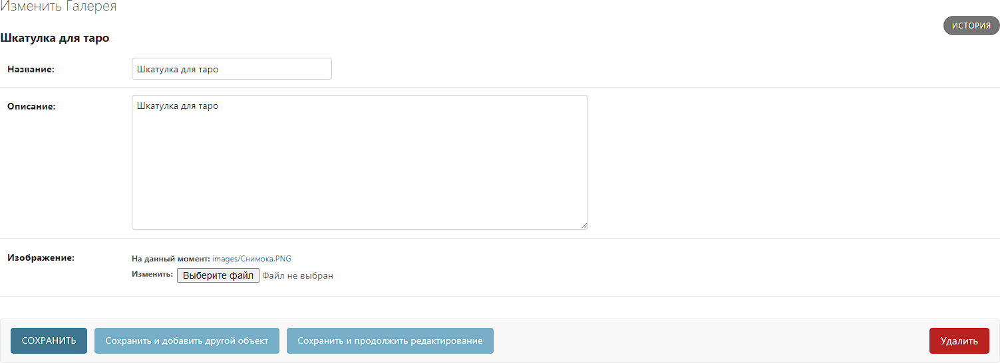 Изменить Галерея
ИСТОРИЯ
Шкатулка для таро
Название: Шкатулка для таро
Описание: Шкатулка для таро
Изображение: На данный момент: images/Снимока.PNG
Изменить: Выберите файл Файл не выбран
СОХРАНИТЬ Сохранить и добавить другой объект Сохранить и продолжить редактирование Удалить